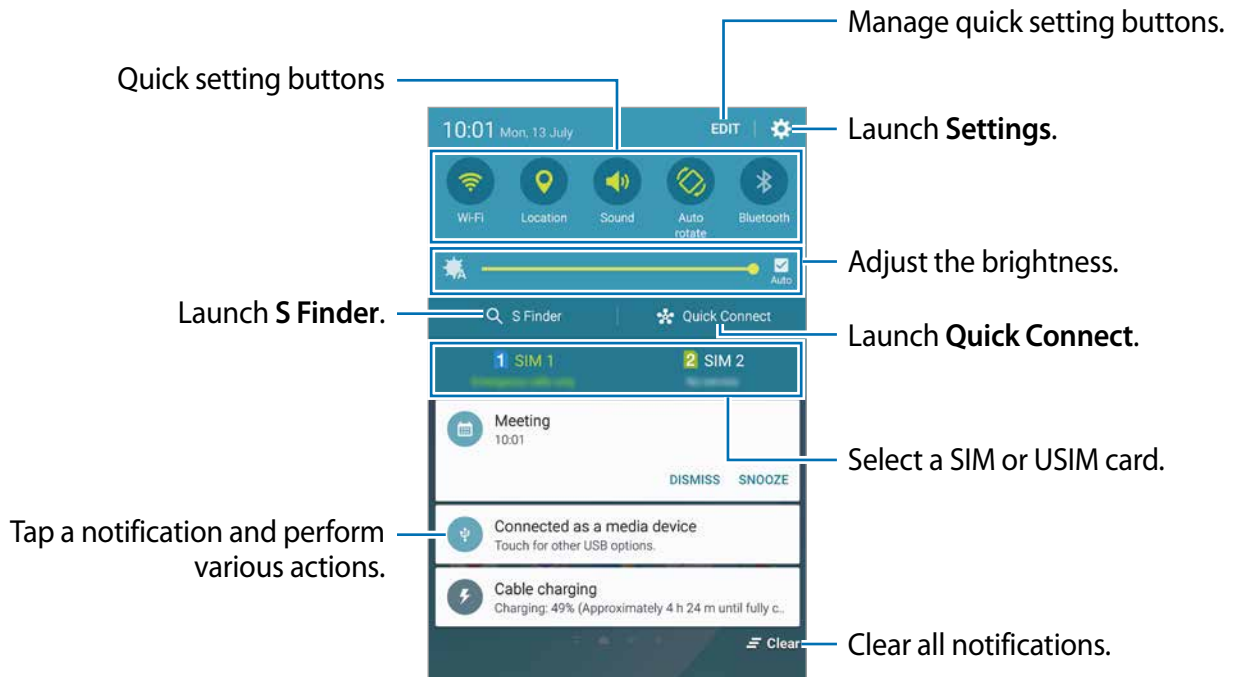 Manage quick setting buttons.
Quick setting buttons
10:01 Mon, 13 July
EDIT
Launch Settings.
Wi-Fi
Location
Sound
Auto
rotate
Bluetooth
A
Auto
Adjust the brightness.
Launch S Finder.
S Finder
Quick Connect
Launch Quick Connect.
1 SIM 1
2 SIM 2
Meeting
10:01
DISMISS SNOOZE
Select a SIM or USIM card.
Tap a notification and perform
various actions.
Connected as a media device
Touch for other USB options.
Cable charging
Charging: 49% (Approximately 4 h 24 m until fully c..
Clear
Clear all notifications.